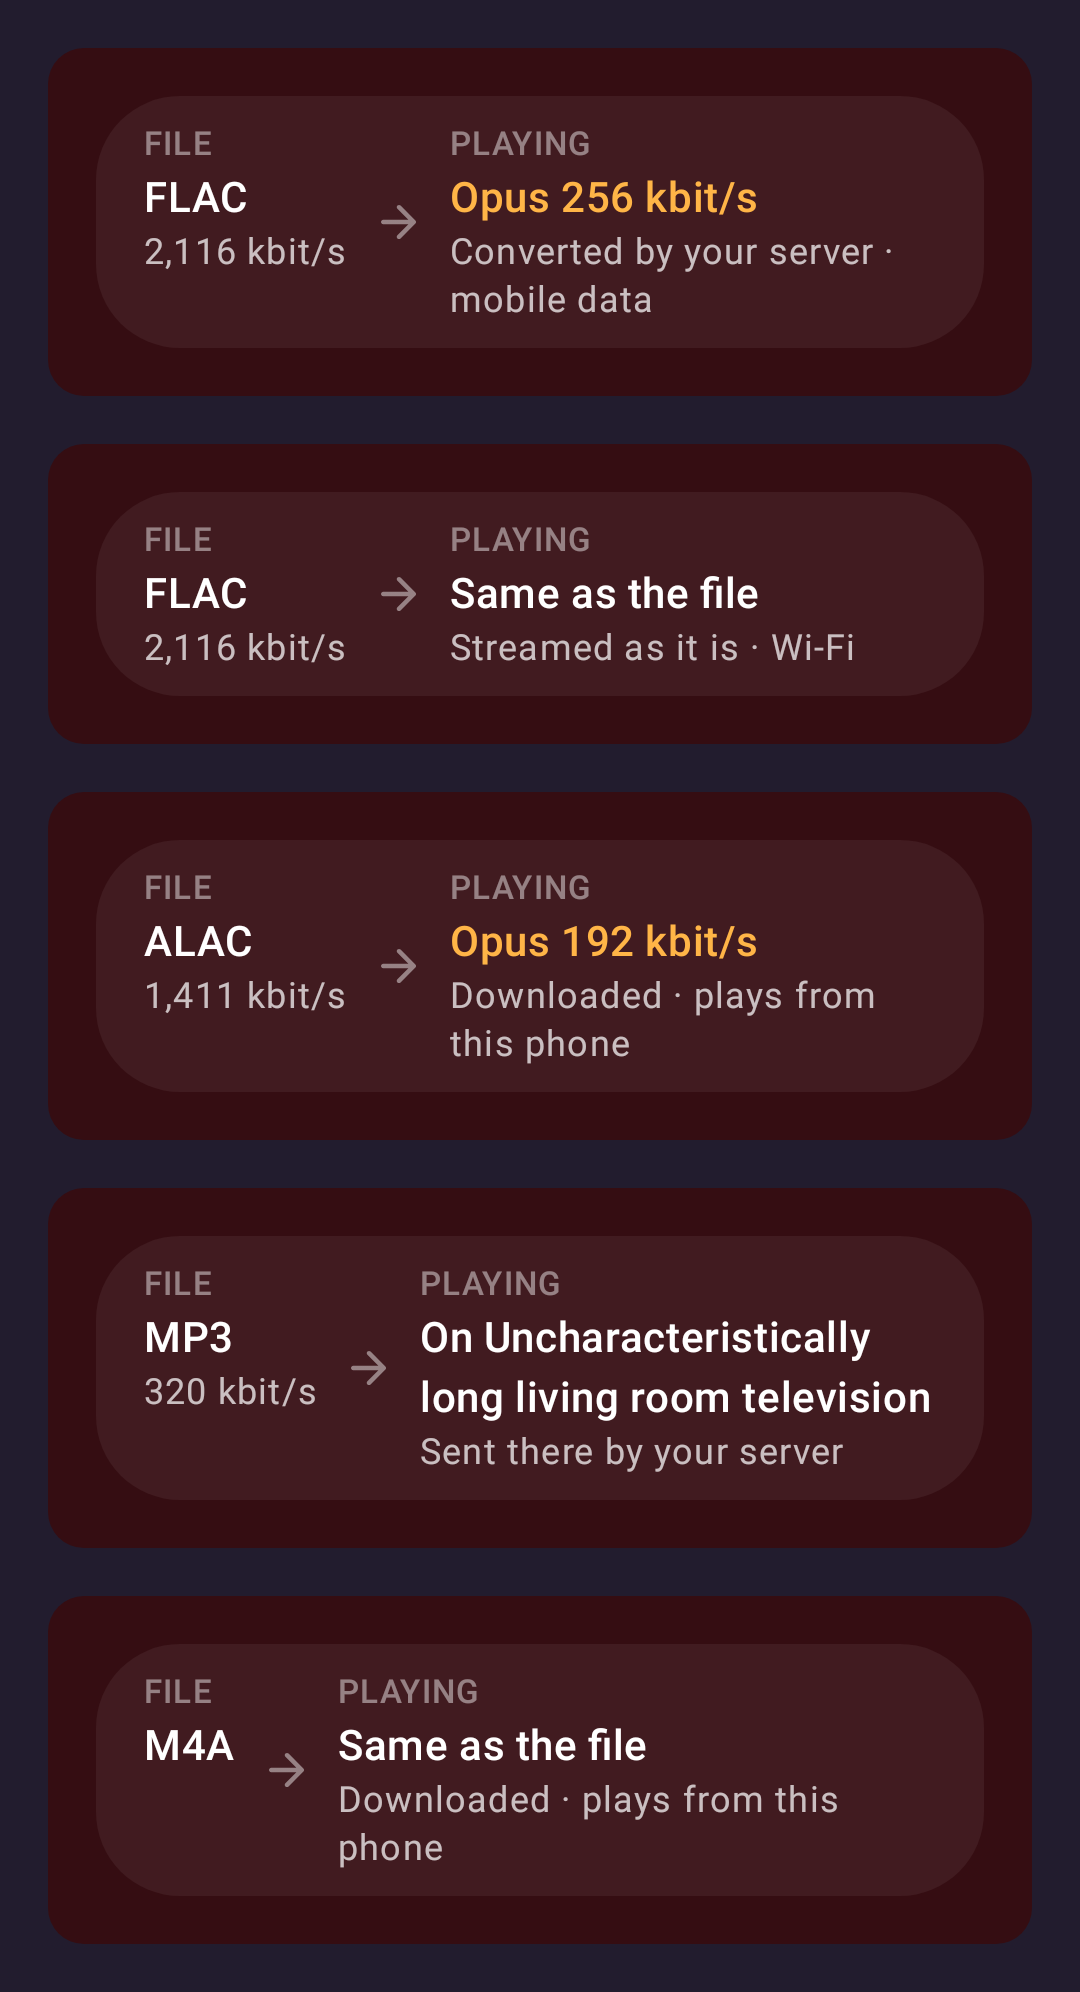 FILE
FLAC
2,116 kbit/s
→
PLAYING
Opus 256 kbit/s
Converted by your server ·
mobile data
FILE
FLAC
2,116 kbit/s
→
PLAYING
Same as the file
Streamed as it is · Wi-Fi
FILE
ALAC
1,411 kbit/s
→
PLAYING
Opus 192 kbit/s
Downloaded · plays from
this phone
FILE
MP3
320 kbit/s
→
PLAYING
On Uncharacteristically
long living room television
Sent there by your server
FILE
M4A
→
PLAYING
Same as the file
Downloaded · plays from this
phone